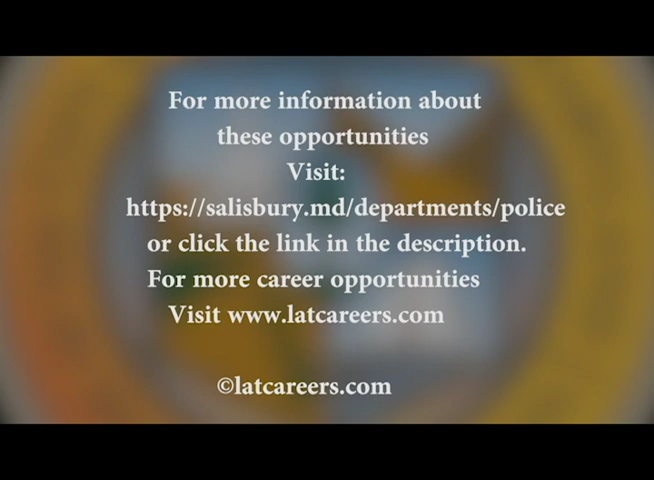 For more information about
these opportunities
Visit:
https://salisbury.md/departments/police
or click the link in the description.
For more career opportunities
Visit www.latcareers.com
©latcareers.com